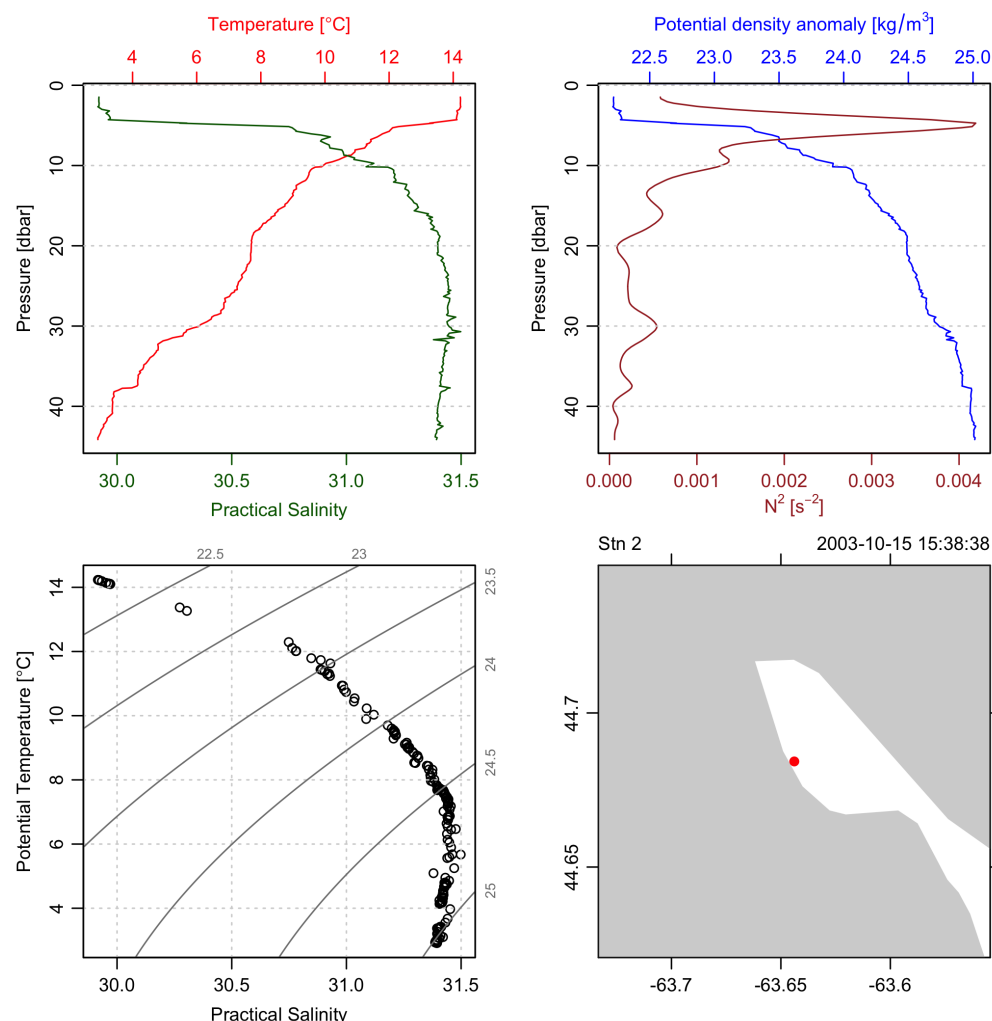 Temperature [°C]
4 6 8 10 12 14
0
10
20
30
40
Pressure [dbar]
30.0 30.5 31.0 31.5
Practical Salinity
Potential density anomaly [kg/m³]
22.5 23.0 23.5 24.0 24.5 25.0
0
10
20
30
40
Pressure [dbar]
0.000 0.001 0.002 0.003 0.004
N² [s⁻²]
22.5 23
23.5
24
24.5
25
14
12
10
8
6
4
Potential Temperature [°C]
30.0 30.5 31.0 31.5
Practical Salinity
Stn 2 2003-10-15 15:38:38
44.7
44.65
-63.7 -63.65 -63.6